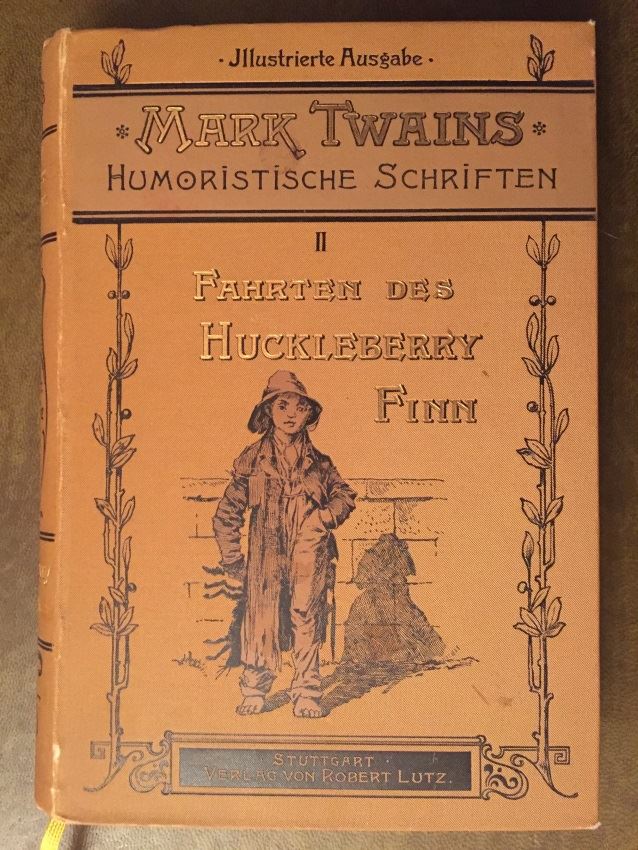 · Jllustrierte Ausgabe ·
* MARK TWAINS *
HUMORISTISCHE SCHRIFTEN
II
FAHRTEN DES
HUCKLEBERRY
FINN
STUTTGART
VERLAG VON ROBERT LUTZ.